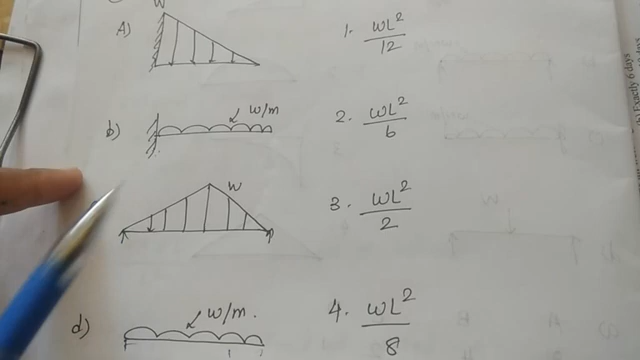 W
A)
1. wL²/12
b) w/m
2. wL²/6
w
3. wL²/2
d) w/m.
4. wL²/8